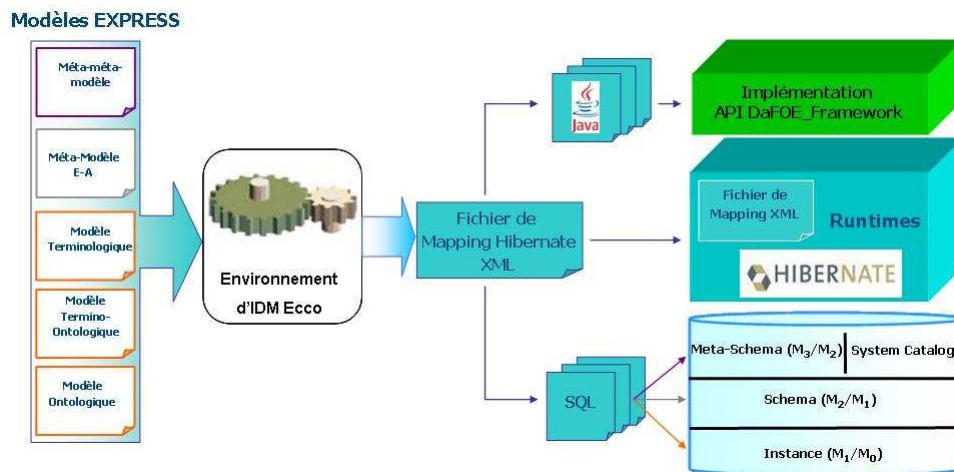 Modèles EXPRESS
Méta-méta-
modèle
Méta-Modèle
E-A
Modèle
Terminologique
Modèle
Termino-
Ontologique
Modèle
Ontologique
Environnement
d'IDM Ecco
Fichier de
Mapping Hibernate
XML
Java
SQL
Implémentation
API DaFOE_Framework
Fichier de
Mapping XML
Runtimes
HIBERNATE
Meta-Schema (M3/M2)
System Catalog
Schema (M2/M1)
Instance (M1/M0)